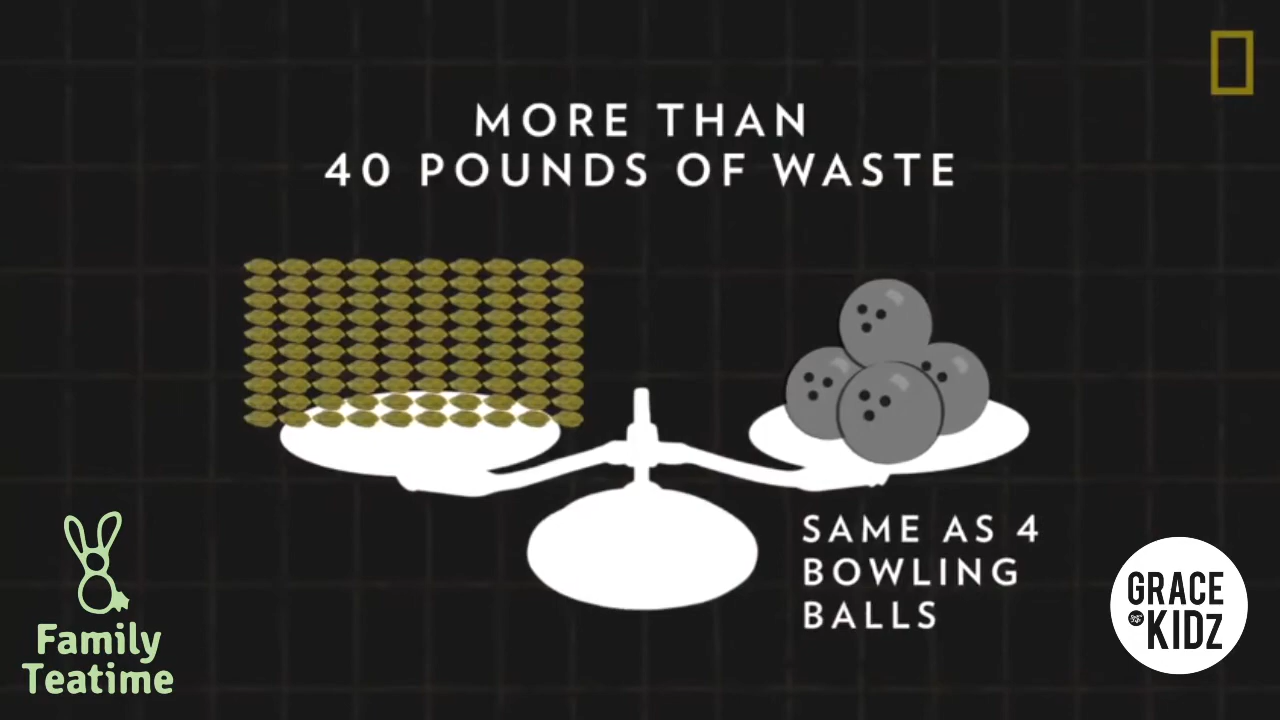 MORE THAN
40 POUNDS OF WASTE
SAME AS 4
BOWLING
BALLS
Family
Teatime
GRACE
KIDZ